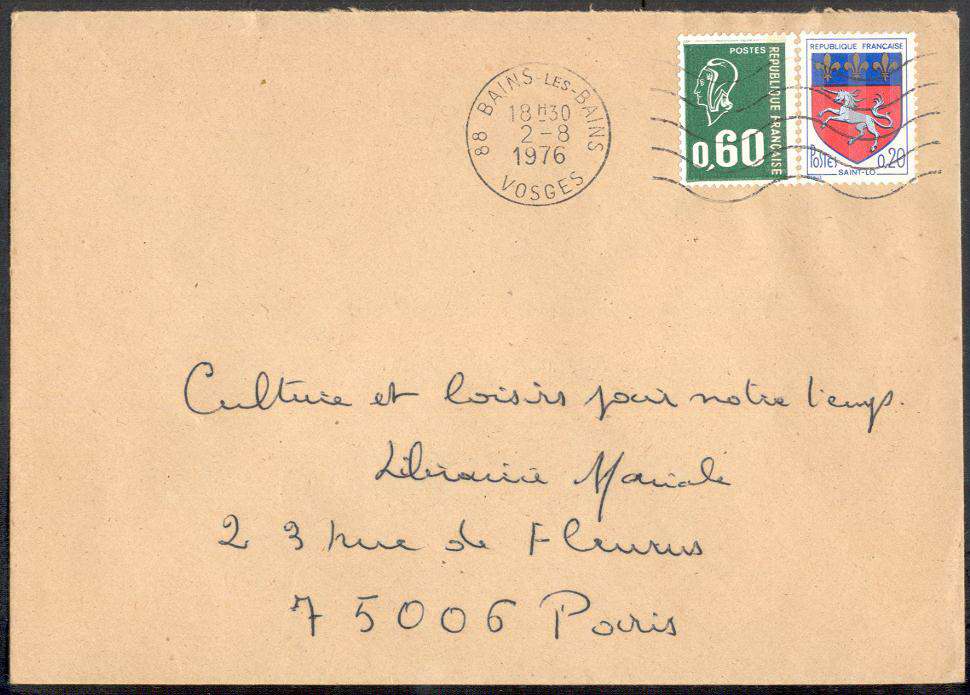 88 BAINS-LES-BAINS
18H30
2-8
1976
VOSGES
POSTES
REPUBLIQUE FRANÇAISE
0,60
REPUBLIQUE FRANÇAISE
POSTES
0,20
SAINT-LO
Culture et loisirs pour notre temps.
Librairie Mariale
23 rue de Fleurus
75006 Paris